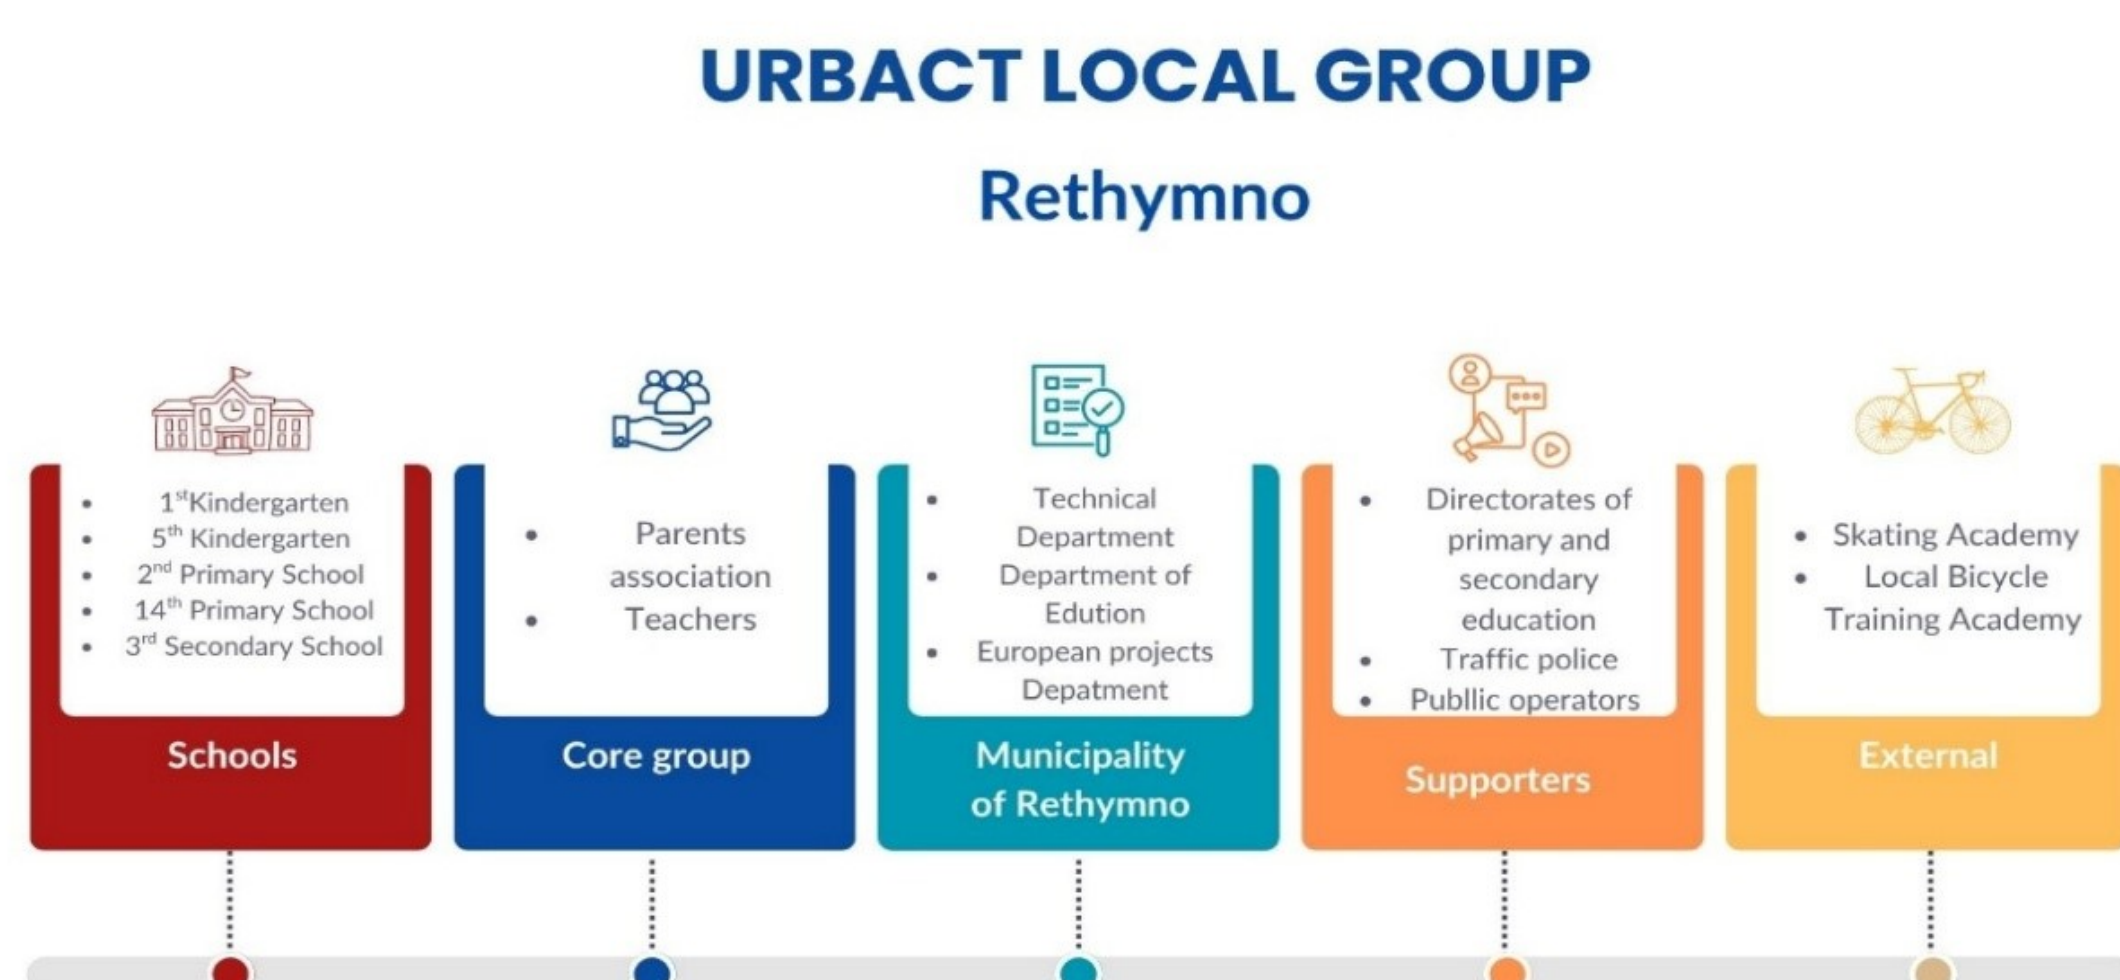 URBACT LOCAL GROUP
Rethymno
• 1stKindergarten
• 5th Kindergarten
• 2nd Primary School
• 14th Primary School
• 3rd Secondary School
Schools
• Parents
association
• Teachers
Core group
• Technical
Department
• Department of
Edution
• European projects
Depatment
Municipality
of Rethymno
• Directorates of
primary and
secondary
education
• Traffic police
• Publlic operators
Supporters
• Skating Academy
• Local Bicycle
Training Academy
External